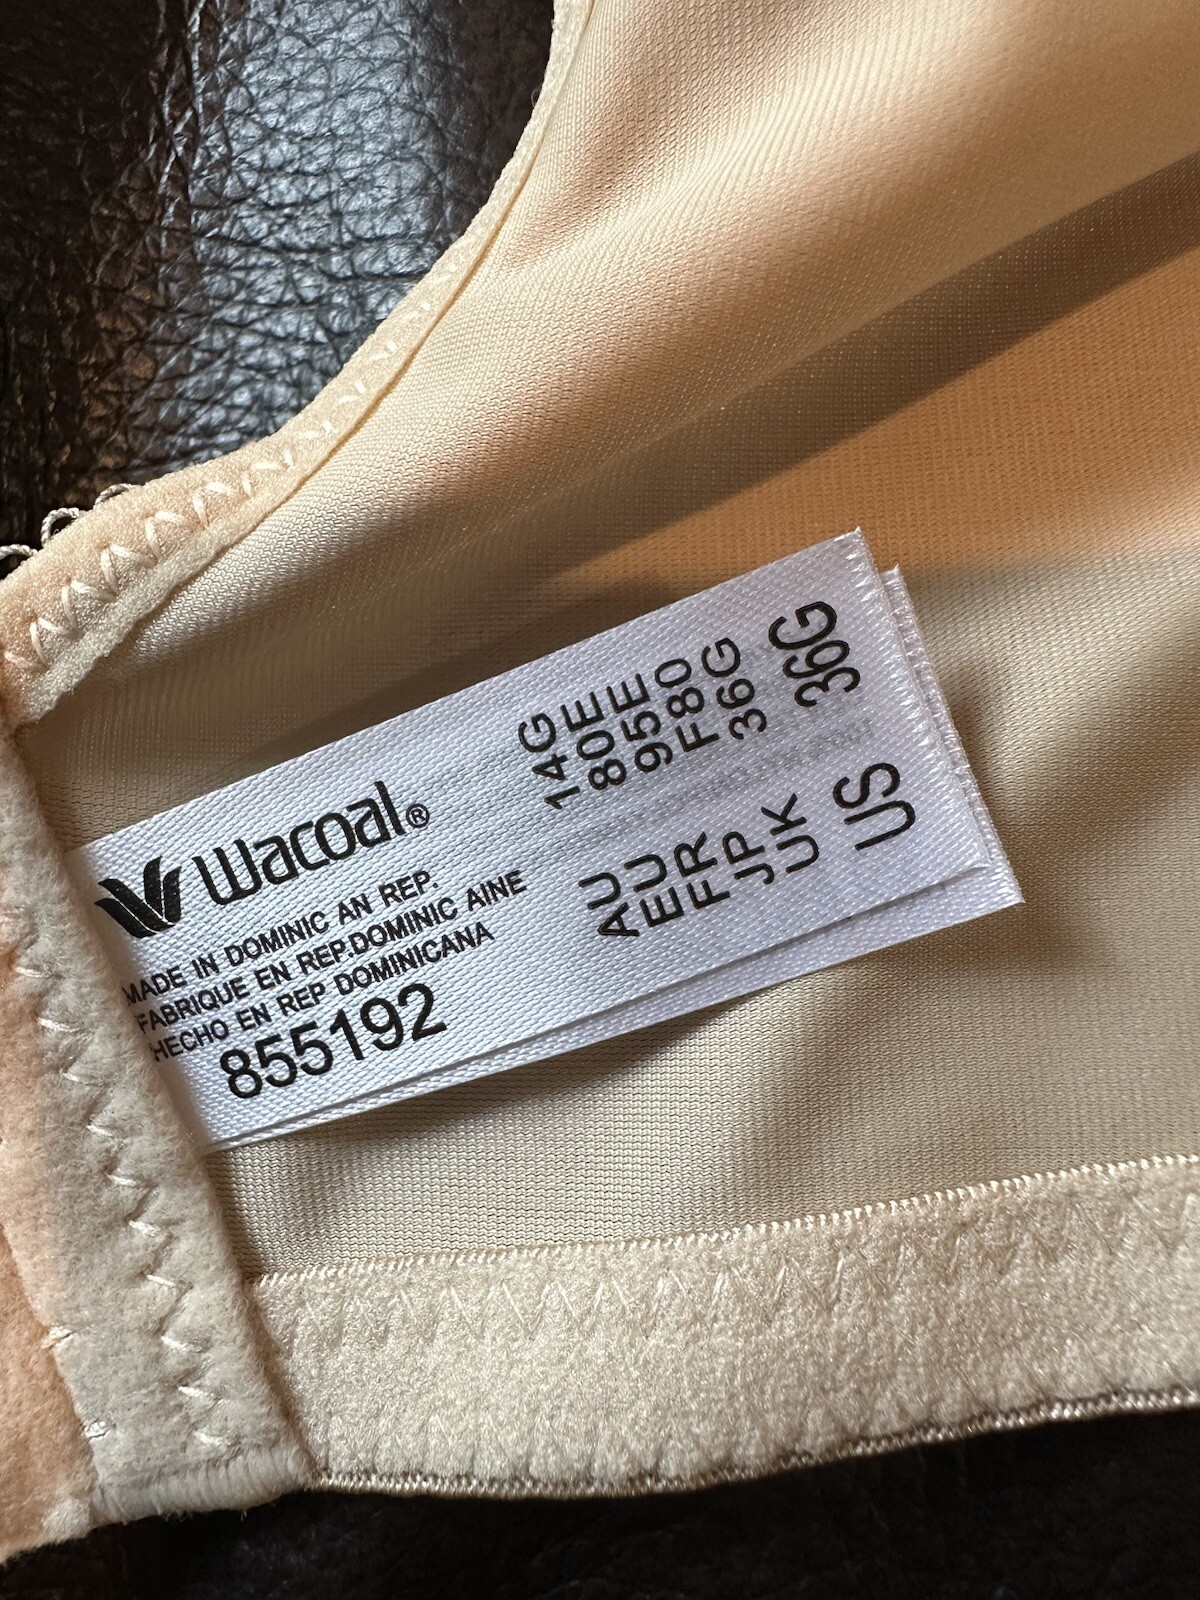 Wacoal®
MADE IN DOMINIC AN REP.
FABRIQUE EN REP.DOMINIC AINE
HECHO EN REP DOMINICANA
855192
AU 14G
EU 80E
FR 95E
JP F80
UK 36G
US 36G